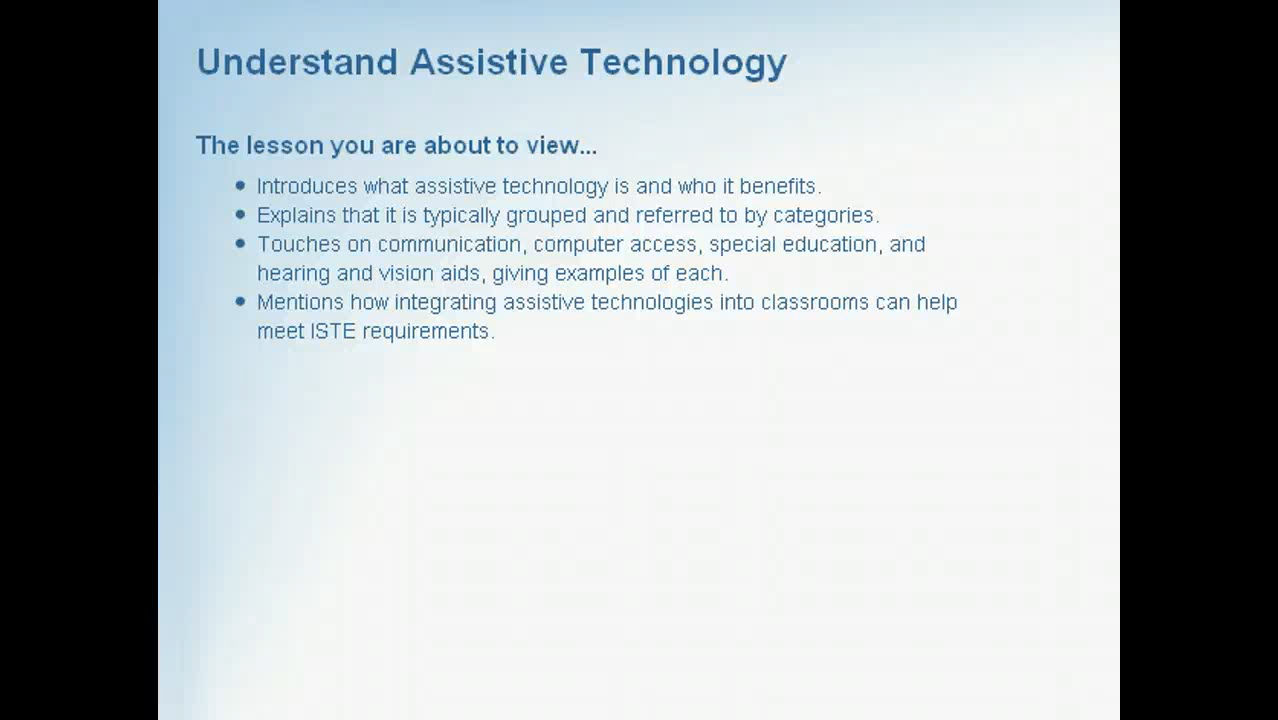 Understand Assistive Technology
The lesson you are about to view...
• Introduces what assistive technology is and who it benefits.
• Explains that it is typically grouped and referred to by categories.
• Touches on communication, computer access, special education, and
hearing and vision aids, giving examples of each.
• Mentions how integrating assistive technologies into classrooms can help
meet ISTE requirements.